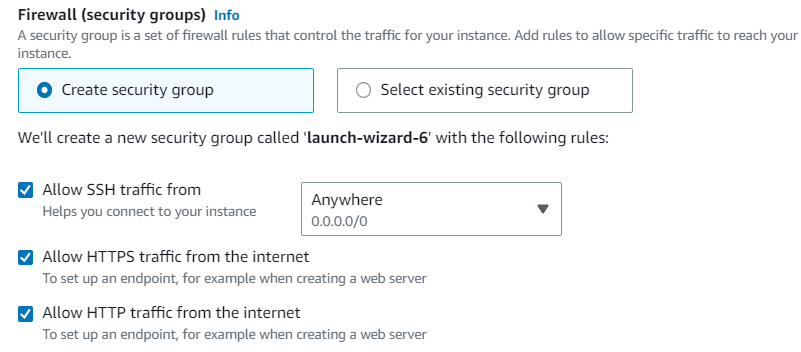 Firewall (security groups) Info
A security group is a set of firewall rules that control the traffic for your instance. Add rules to allow specific traffic to reach your
instance.
Create security group
Select existing security group
We'll create a new security group called 'launch-wizard-6' with the following rules:
Allow SSH traffic from
Helps you connect to your instance
Anywhere
0.0.0.0/0
Allow HTTPS traffic from the internet
To set up an endpoint, for example when creating a web server
Allow HTTP traffic from the internet
To set up an endpoint, for example when creating a web server